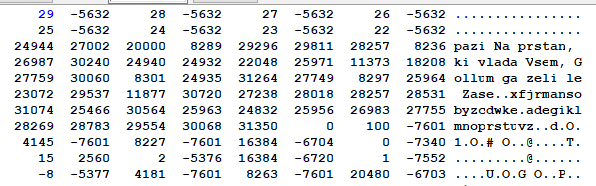 29 -5632 28 -5632 27 -5632 26 -5632 ................
25 -5632 24 -5632 23 -5632 22 -5632 ................
24944 27002 20000 8289 29296 29811 28257 8236 pazi Na prstan,
26987 30240 24940 24932 22048 25971 11373 18208 ki vlada Vsem, G
27759 30060 8301 24935 31264 27749 8297 25964 ollum ga zeli le
23072 29537 11877 30720 27238 28018 28257 28531 Zase..xfjrmanso
31074 25466 30564 25963 24832 25956 26983 27755 byzcdwke.adegikl
28269 28783 29554 30068 31350 0 100 -7601 mnoprstuvz..d.O.
4145 -7601 8227 -7601 16384 -6704 0 -7340 1.O.# O..@....T.
15 2560 2 -5376 16384 -6720 1 -7552 .........@......
-8 -5377 4181 -7601 8263 -7601 20480 -6703 ....U.O.G O..P..